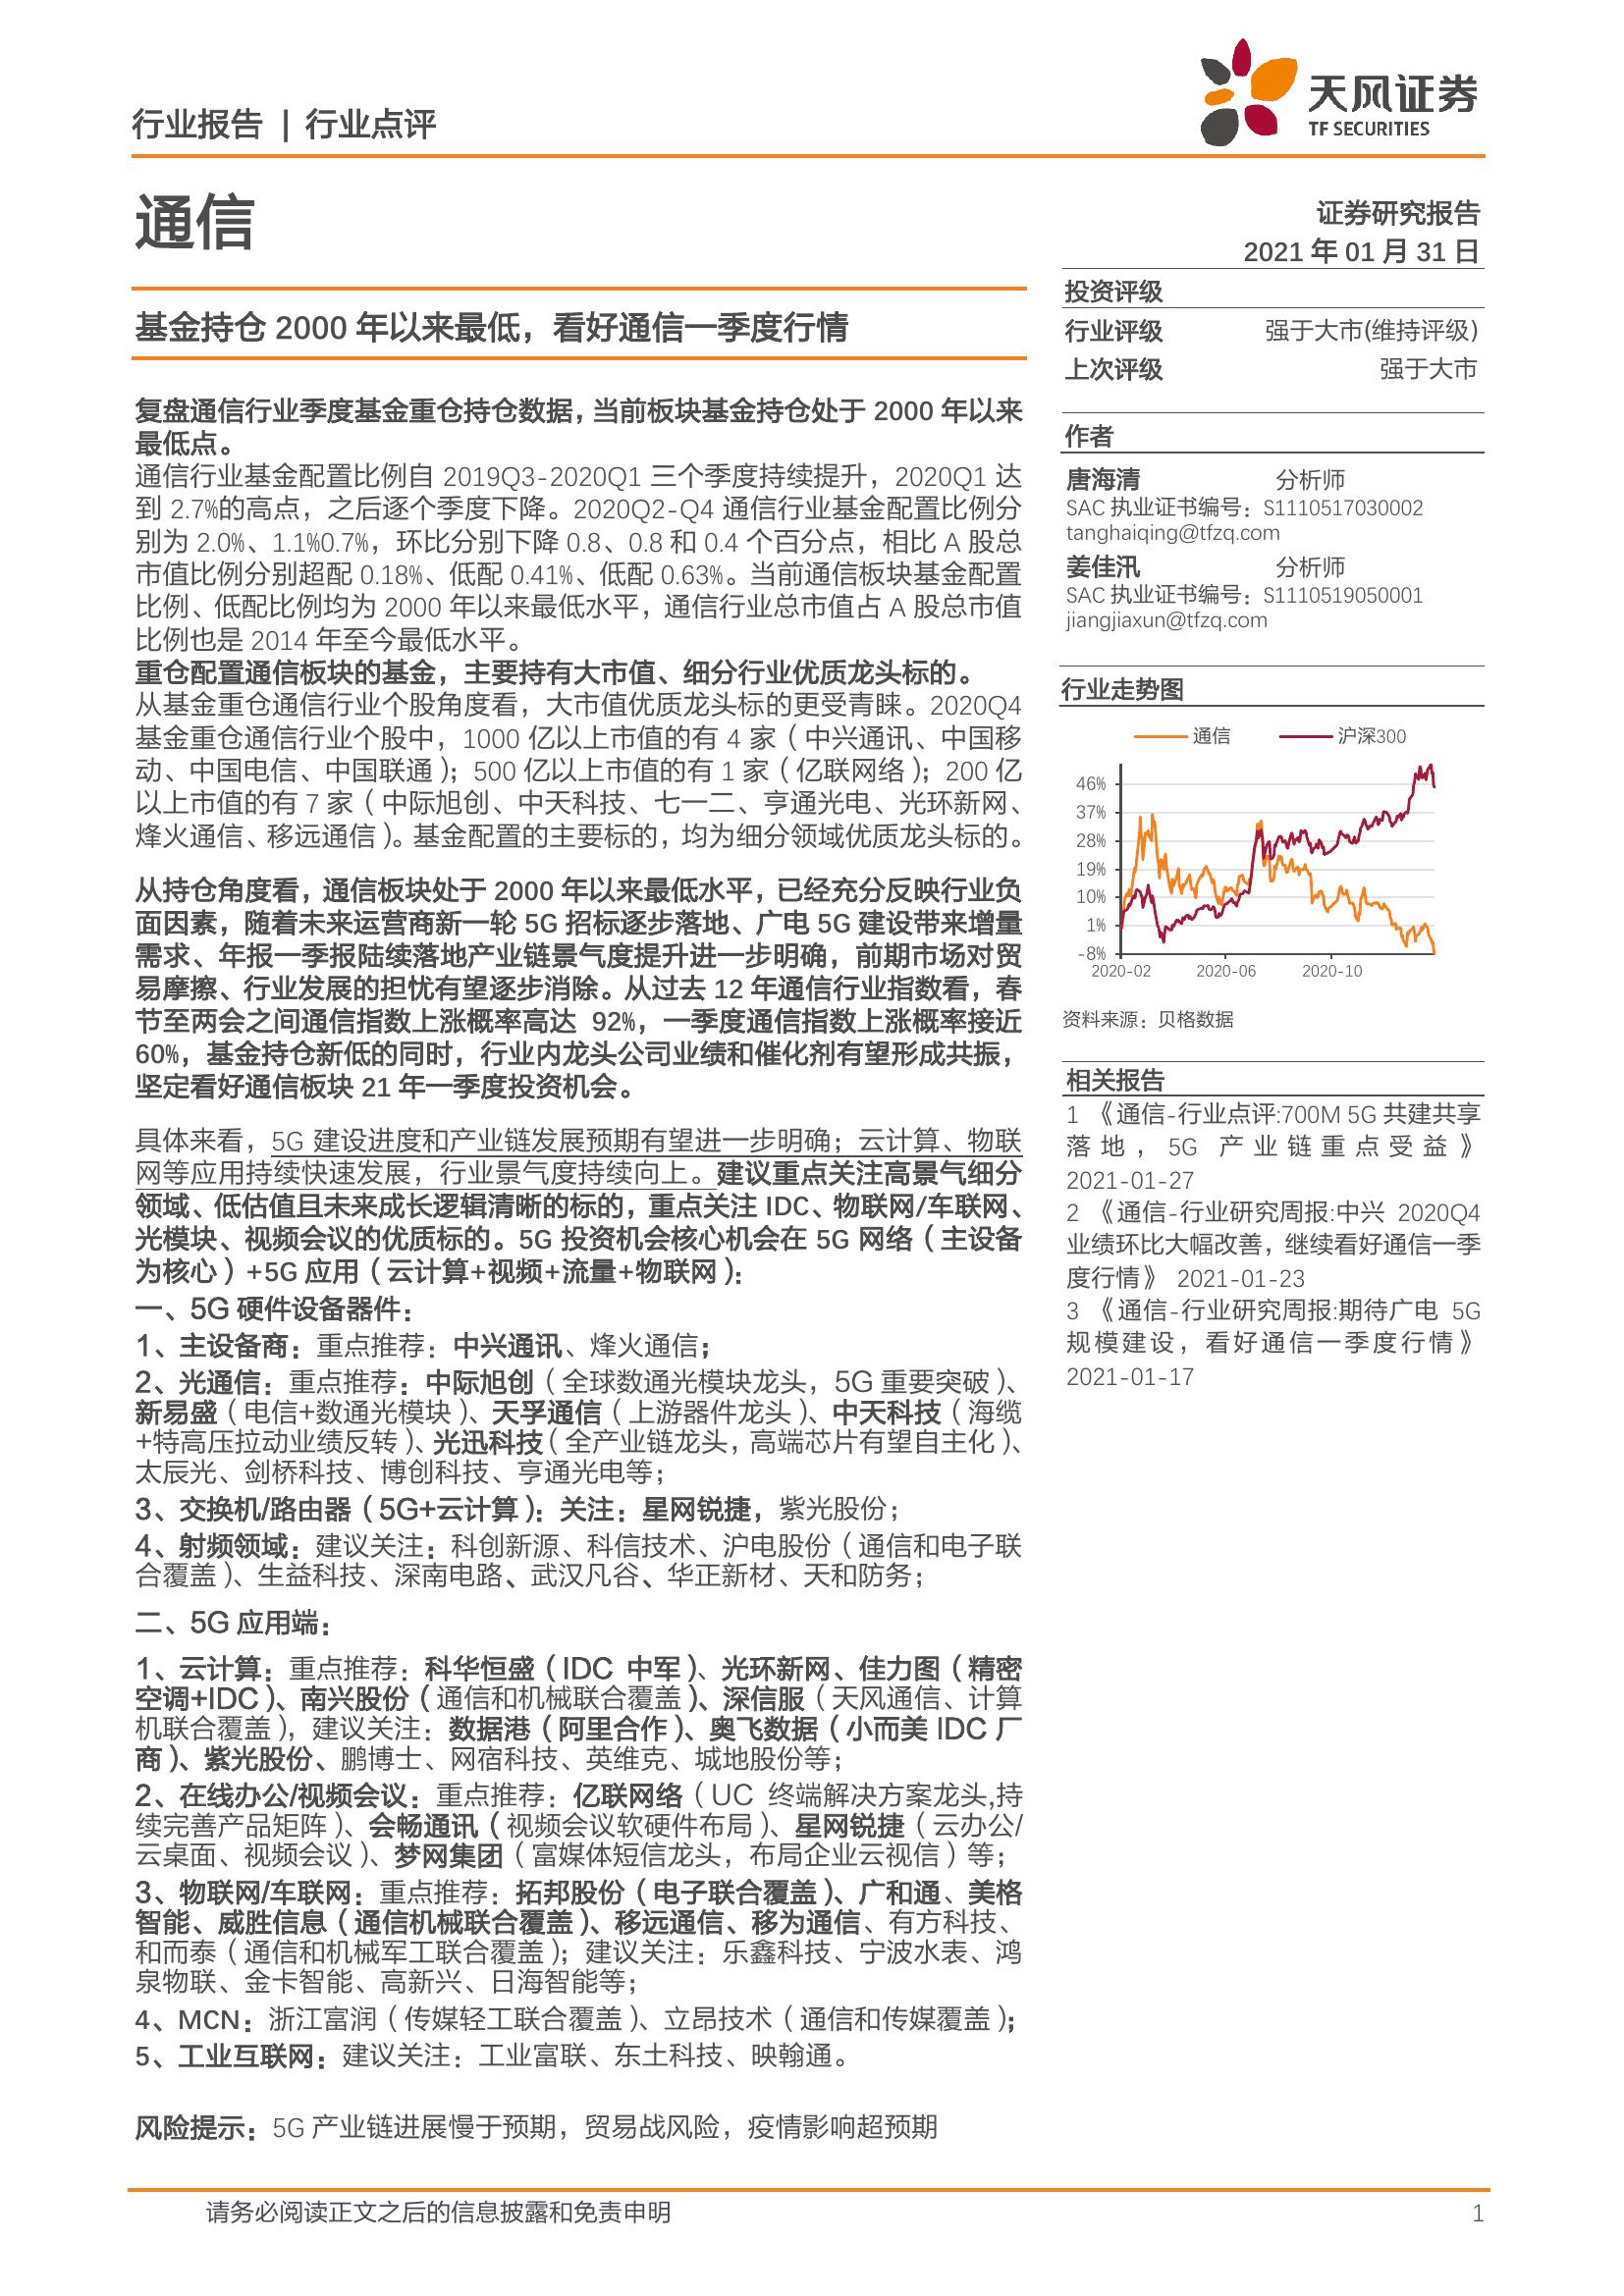 行业报告 | 行业点评
天风证券
TF SECURITIES
通信
证券研究报告
2021 年 01 月 31 日
基金持仓 2000 年以来最低，看好通信一季度行情
复盘通信行业季度基金重仓持仓数据，当前板块基金持仓处于 2000 年以来
最低点。
通信行业基金配置比例自 2019Q3-2020Q1 三个季度持续提升，2020Q1 达
到 2.7%的高点，之后逐个季度下降。2020Q2-Q4 通信行业基金配置比例分
别为 2.0%、1.1%0.7%，环比分别下降 0.8、0.8 和 0.4 个百分点，相比 A 股总
市值比例分别超配 0.18%、低配 0.41%、低配 0.63%。当前通信板块基金配置
比例、低配比例均为 2000 年以来最低水平，通信行业总市值占 A 股总市值
比例也是 2014 年至今最低水平。
重仓配置通信板块的基金，主要持有大市值、细分行业优质龙头标的。
从基金重仓通信行业个股角度看，大市值优质龙头标的更受青睐。2020Q4
基金重仓通信行业个股中，1000 亿以上市值的有 4 家（中兴通讯、中国移
动、中国电信、中国联通）；500 亿以上市值的有 1 家（亿联网络）；200 亿
以上市值的有 7 家（中际旭创、中天科技、七一二、亨通光电、光环新网、
烽火通信、移远通信）。基金配置的主要标的，均为细分领域优质龙头标的。
从持仓角度看，通信板块处于 2000 年以来最低水平，已经充分反映行业负
面因素，随着未来运营商新一轮 5G 招标逐步落地、广电 5G 建设带来增量
需求、年报一季报陆续落地产业链景气度提升进一步明确，前期市场对贸
易摩擦、行业发展的担忧有望逐步消除。从过去 12 年通信行业指数看，春
节至两会之间通信指数上涨概率高达 92%，一季度通信指数上涨概率接近
60%，基金持仓新低的同时，行业内龙头公司业绩和催化剂有望形成共振，
坚定看好通信板块 21 年一季度投资机会。
具体来看，5G 建设进度和产业链发展预期有望进一步明确；云计算、物联
网等应用持续快速发展，行业景气度持续向上。建议重点关注高景气细分
领域、低估值且未来成长逻辑清晰的标的，重点关注 IDC、物联网/车联网、
光模块、视频会议的优质标的。5G 投资机会核心机会在 5G 网络（主设备
为核心）+5G 应用（云计算+视频+流量+物联网）：
一、5G 硬件设备器件：
1、主设备商：重点推荐：中兴通讯、烽火通信；
2、光通信：重点推荐：中际旭创（全球数通光模块龙头，5G 重要突破）、
新易盛（电信+数通光模块）、天孚通信（上游器件龙头）、中天科技（海缆
+特高压拉动业绩反转）、光迅科技（全产业链龙头，高端芯片有望自主化）、
太辰光、剑桥科技、博创科技、亨通光电等；
3、交换机/路由器（5G+云计算）：关注：星网锐捷，紫光股份；
4、射频领域：建议关注：科创新源、科信技术、沪电股份（通信和电子联
合覆盖）、生益科技、深南电路、武汉凡谷、华正新材、天和防务；
二、5G 应用端：
1、云计算：重点推荐：科华恒盛（IDC 中军）、光环新网、佳力图（精密
空调+IDC）、南兴股份（通信和机械联合覆盖）、深信服（天风通信、计算
机联合覆盖），建议关注：数据港（阿里合作）、奥飞数据（小而美 IDC 厂
商）、紫光股份、鹏博士、网宿科技、英维克、城地股份等；
2、在线办公/视频会议：重点推荐：亿联网络（UC 终端解决方案龙头,持
续完善产品矩阵）、会畅通讯（视频会议软硬件布局）、星网锐捷（云办公/
云桌面、视频会议）、梦网集团（富媒体短信龙头，布局企业云视信）等；
3、物联网/车联网：重点推荐：拓邦股份（电子联合覆盖）、广和通、美格
智能、威胜信息（通信机械联合覆盖）、移远通信、移为通信、有方科技、
和而泰（通信和机械军工联合覆盖）；建议关注：乐鑫科技、宁波水表、鸿
泉物联、金卡智能、高新兴、日海智能等；
4、MCN：浙江富润（传媒轻工联合覆盖）、立昂技术（通信和传媒覆盖）；
5、工业互联网：建议关注：工业富联、东土科技、映翰通。
风险提示：5G 产业链进展慢于预期，贸易战风险，疫情影响超预期
投资评级
行业评级 强于大市(维持评级)
上次评级 强于大市
作者
唐海清 分析师
SAC 执业证书编号：S1110517030002
tanghaiqing@tfzq.com
姜佳汛 分析师
SAC 执业证书编号：S1110519050001
jiangjiaxun@tfzq.com
行业走势图
通信 沪深300
46%
37%
28%
19%
10%
1%
-8%
2020-02 2020-06 2020-10
资料来源：贝格数据
相关报告
1 《通信-行业点评:700M 5G 共建共享
落地，5G 产业链重点受益》
2021-01-27
2 《通信-行业研究周报:中兴 2020Q4
业绩环比大幅改善，继续看好通信一季
度行情》 2021-01-23
3 《通信-行业研究周报:期待广电 5G
规模建设，看好通信一季度行情》
2021-01-17
请务必阅读正文之后的信息披露和免责申明 1